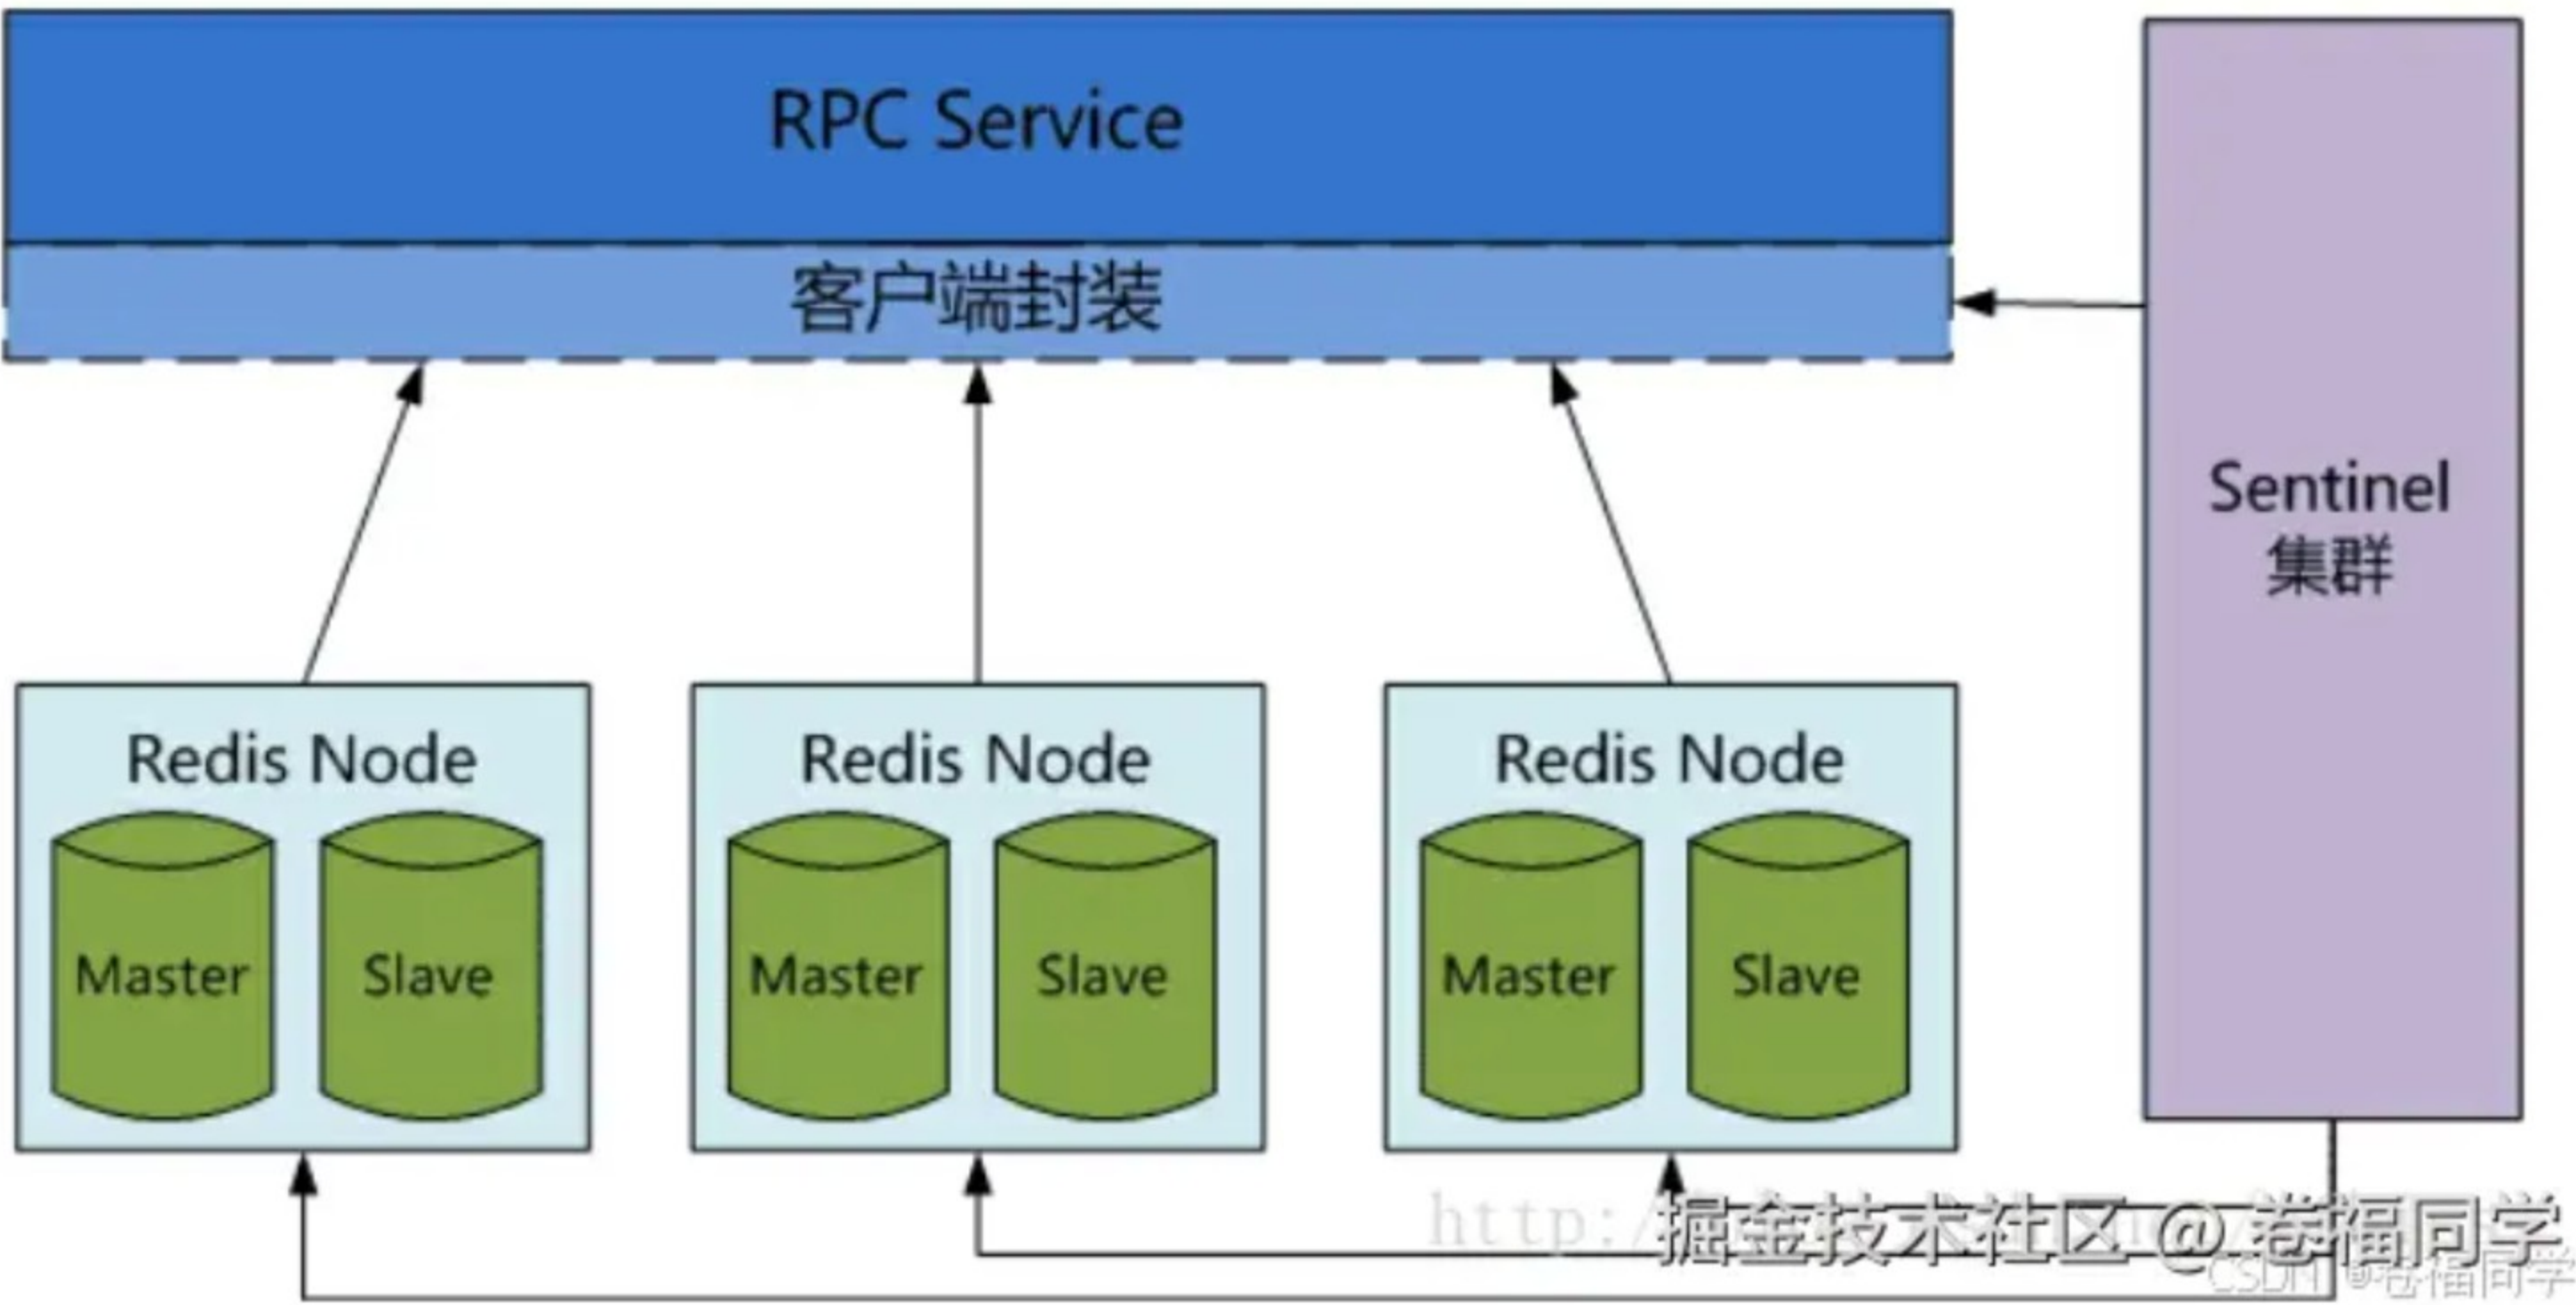 RPC Service
客户端封装
Sentinel
集群
Redis Node
Master
Slave
Redis Node
Master
Slave
Redis Node
Master
Slave
http:/
掘金技术社区 @ 卷福同学
CSDN @卷福同学